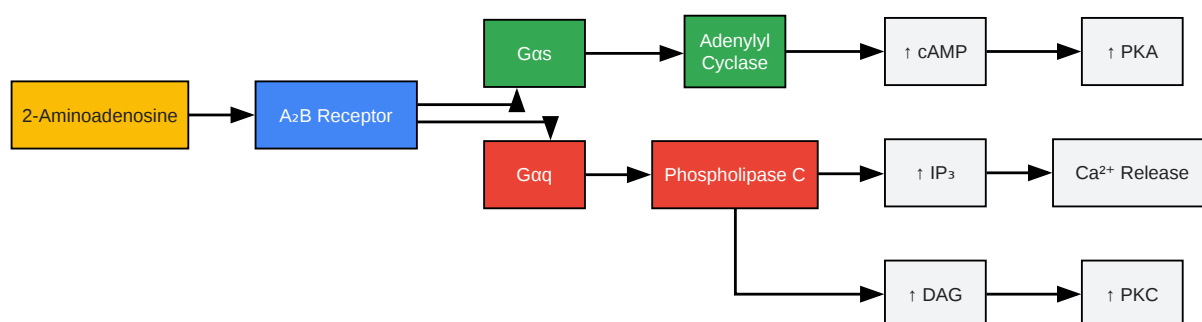 2-Aminoadenosine
A₂B Receptor
Gαs
Adenylyl
Cyclase
↑ cAMP
↑ PKA
Gαq
Phospholipase C
↑ IP₃
Ca²⁺ Release
↑ DAG
↑ PKC